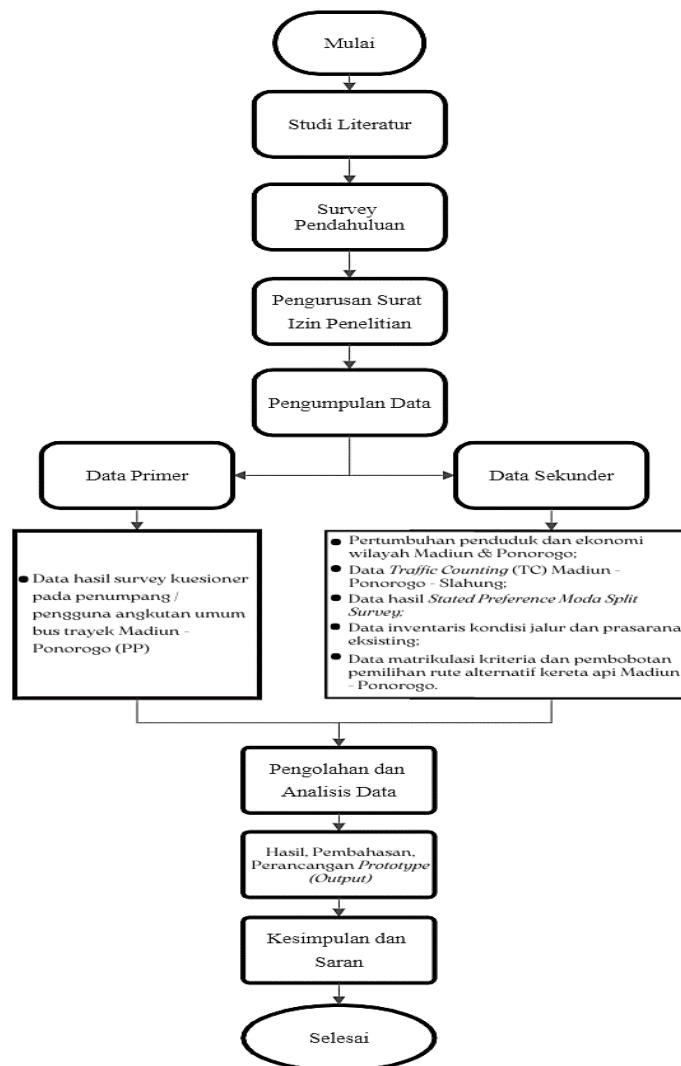 Mulai
Studi Literatur
Survey
Pendahuluan
Pengurusan Surat
Izin Penelitian
Pengumpulan Data
Data Primer
Data Sekunder
● Data hasil survey kuesioner
pada penumpang /
pengguna angkutan umum
bus trayek Madiun -
Ponorogo (PP)
● Pertumbuhan penduduk dan ekonomi
wilayah Madiun & Ponorogo;
● Data Traffic Counting (TC) Madiun -
Ponorogo - Slahung;
● Data hasil Stated Preference Moda Split
Survey;
● Data inventaris kondisi jalur dan prasarana
eksisting;
● Data matrikulasi kriteria dan pembobotan
pemilihan rute alternatif kereta api Madiun
- Ponorogo.
Pengolahan dan
Analisis Data
Hasil, Pembahasan,
Perancangan Prototype
(Output)
Kesimpulan dan
Saran
Selesai